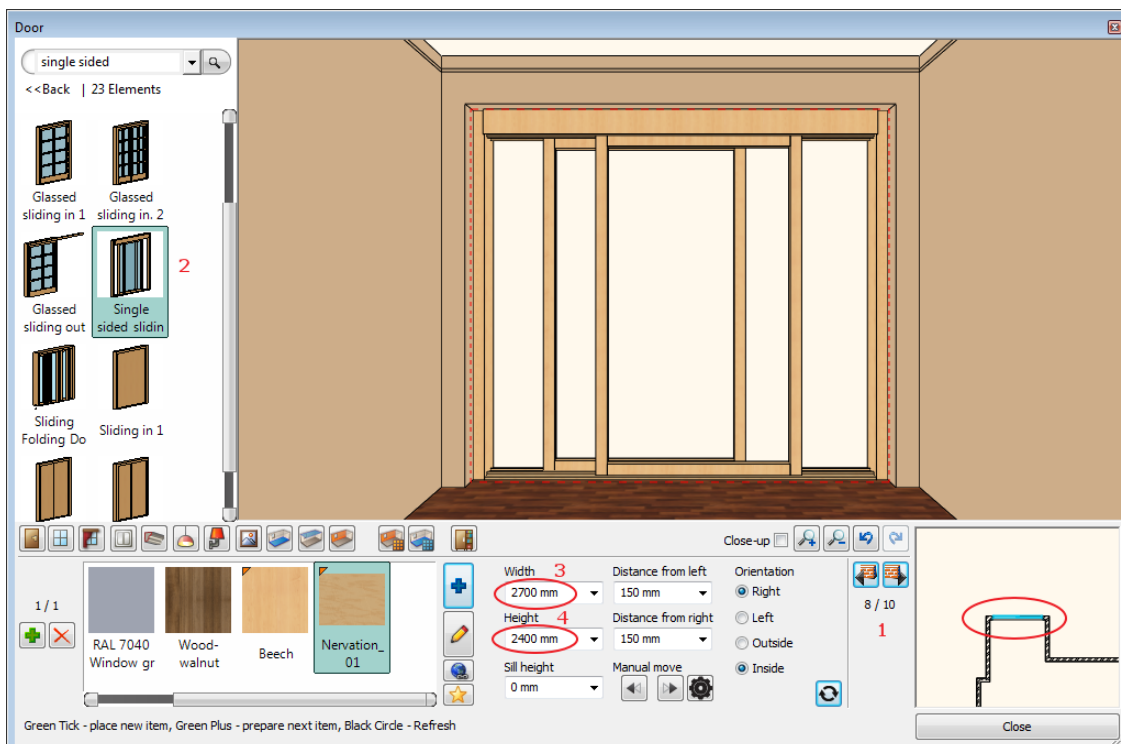 Door
single sided
<<Back | 23 Elements
Glassed
sliding in 1
Glassed
sliding in. 2
Glassed
sliding out
Single
sided slidin
2
Sliding
Folding Do
Sliding in 1
Close-up
1 / 1
RAL 7040
Window gr
Wood-
walnut
Beech
Nervation_
01
Width 3
2700 mm
Height 4
2400 mm
Sill height
0 mm
Distance from left
150 mm
Distance from right
150 mm
Manual move
Orientation
Right
Left
Outside
Inside
8 / 10
1
Green Tick - place new item, Green Plus - prepare next item, Black Circle - Refresh
Close